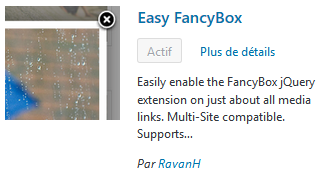 Easy FancyBox
Actif
Plus de détails
Easily enable the FancyBox jQuery
extension on just about all media
links. Multi-Site compatible.
Supports...
Par RavanH